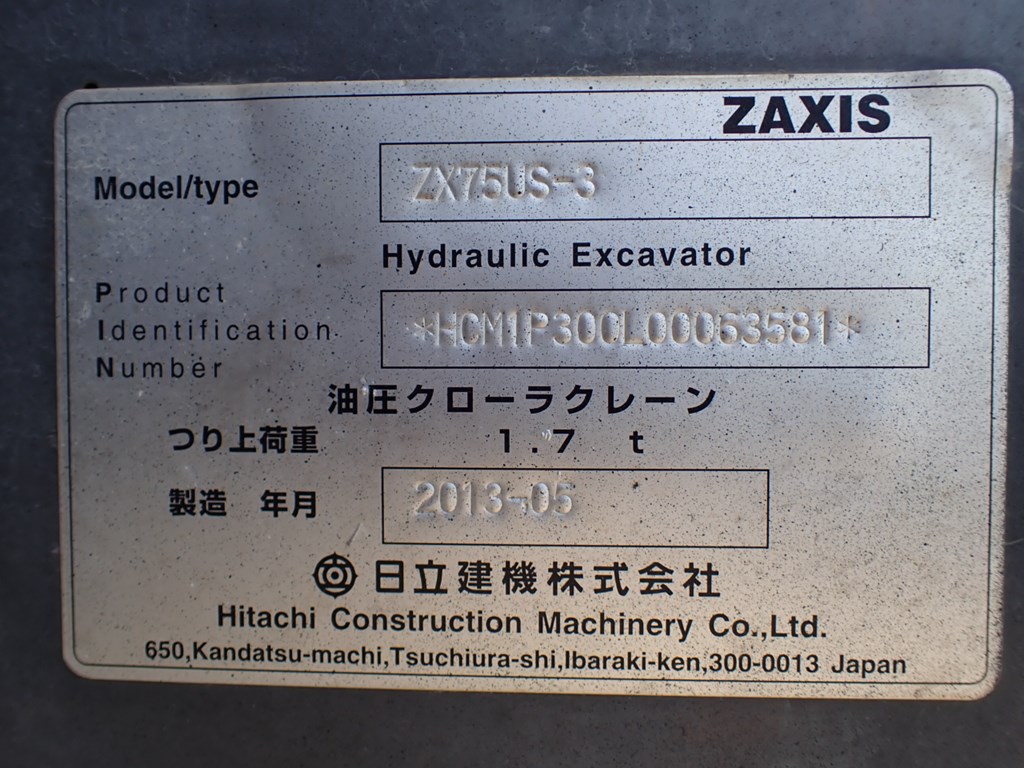 ZAXIS
Model/type ZX75US-3
Hydraulic Excavator
Product
Identification *HCM1P300L00063581*
Number
油圧クローラクレーン
つり上荷重 1.7 t
製造 年月 2013-05
日立建機株式会社
Hitachi Construction Machinery Co.,Ltd.
650,Kandatsu-machi,Tsuchiura-shi,Ibaraki-ken,300-0013 Japan